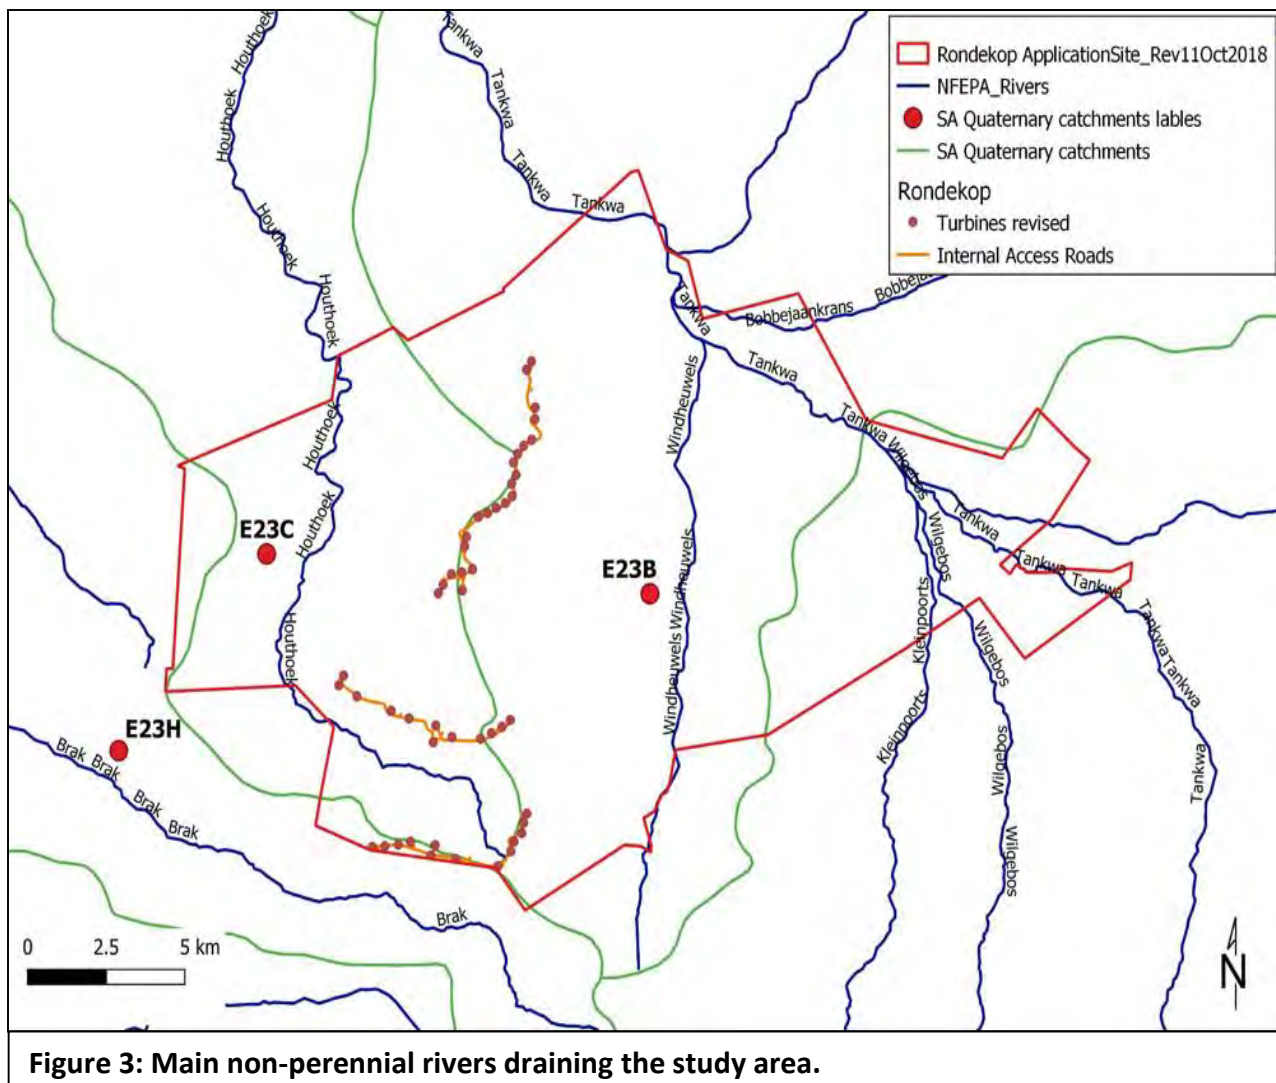 Houthoek
Houthoek
Houthoek
Houthoek
Houthoek
Houthoek
Houthoek
Houthoek
Tankwa
Tankwa
Tankwa
Tankwa
Tankwa
Tankwa
Tankwa Wilgebos
Tankwa
Tankwa
Tankwa
Tankwa
Tankwa
Tankwa
Bobbejaankrans
Windheuwels
Windheuwels
Windheuwels
Windheuwels
Wilgebos
Wilgebos
Wilgebos
Wilgebos
Kleinpoorts
Kleinpoorts
Rondekop ApplicationSite_Rev11Oct2018
NFEPA_Rivers
SA Quaternary catchments lables
SA Quaternary catchments
Rondekop
Turbines revised
Internal Access Roads
E23C
E23B
E23H
Brak
Brak
Brak
Brak
Brak
0 2.5 5 km
N
Figure 3: Main non-perennial rivers draining the study area.